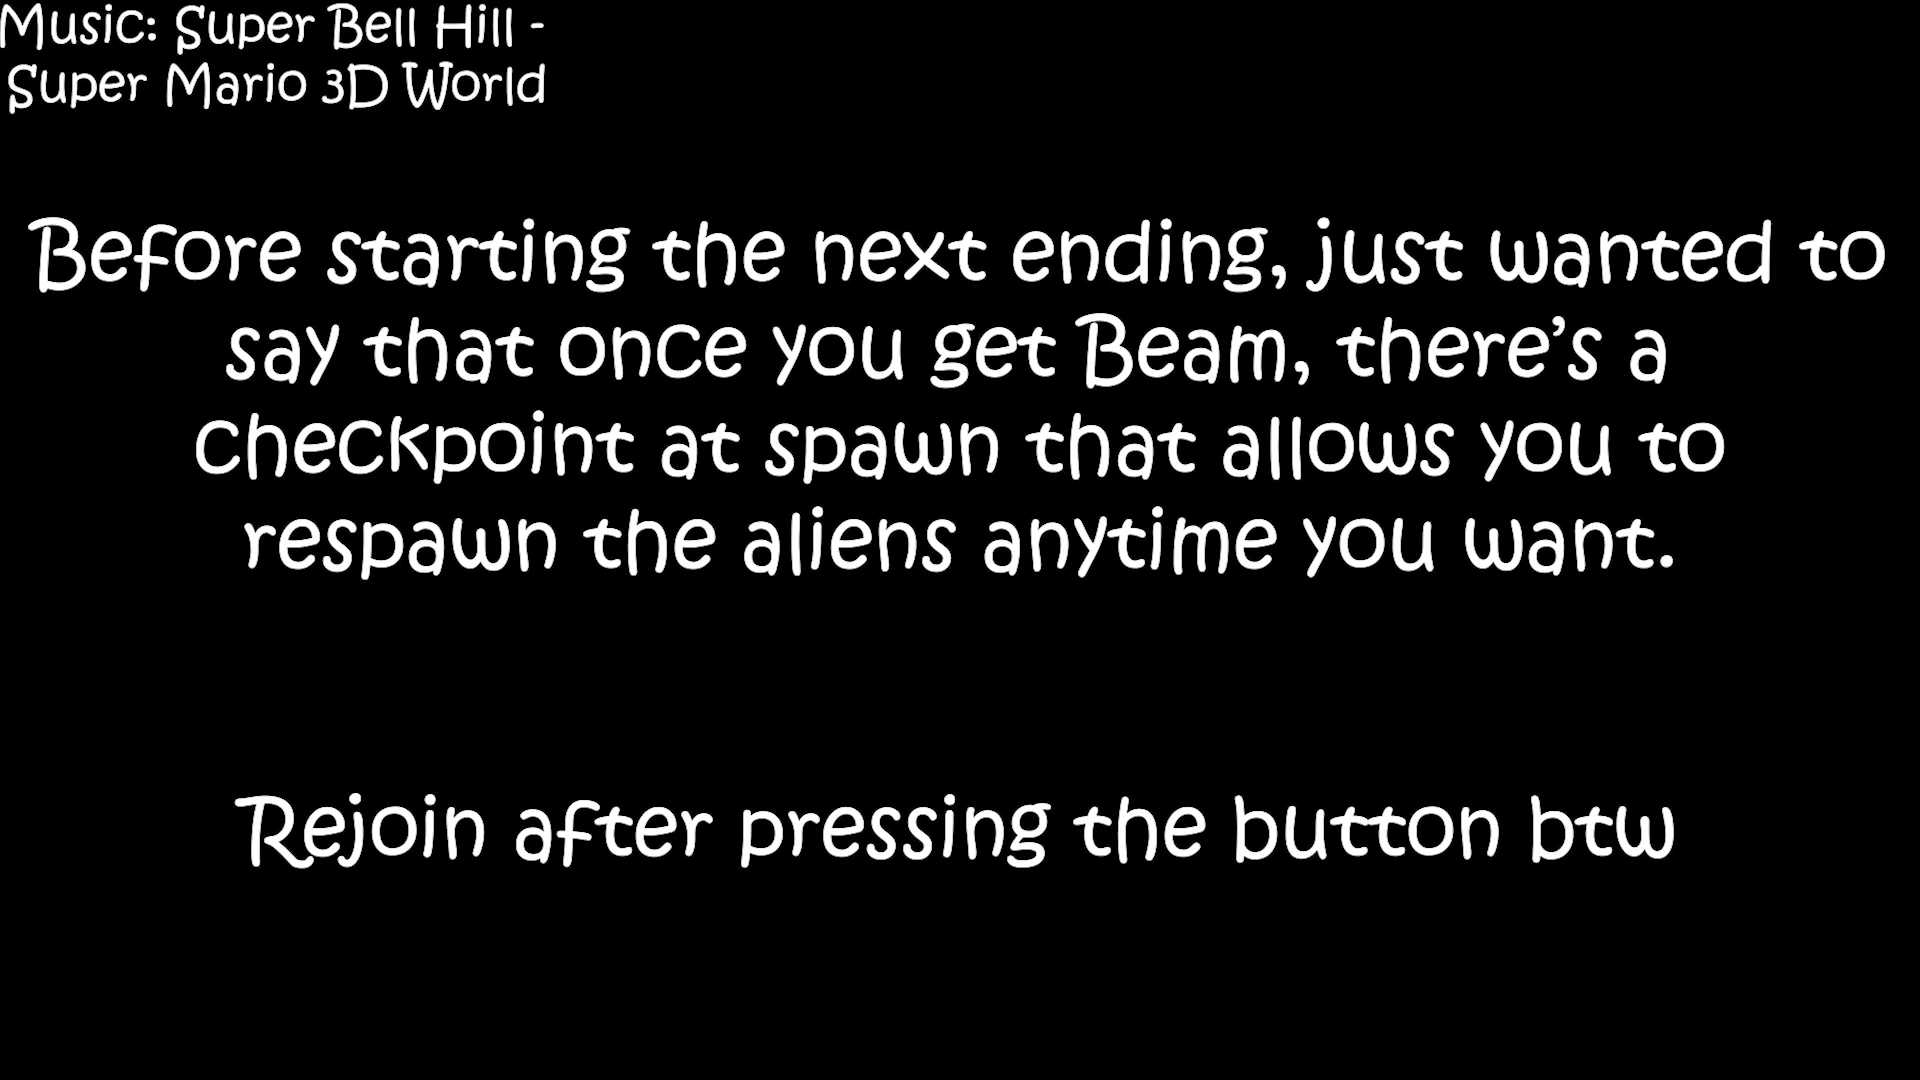 Music: Super Bell Hill -
Super Mario 3D World
Before starting the next ending, just wanted to
say that once you get Beam, there’s a
checkpoint at spawn that allows you to
respawn the aliens anytime you want.
Rejoin after pressing the button btw